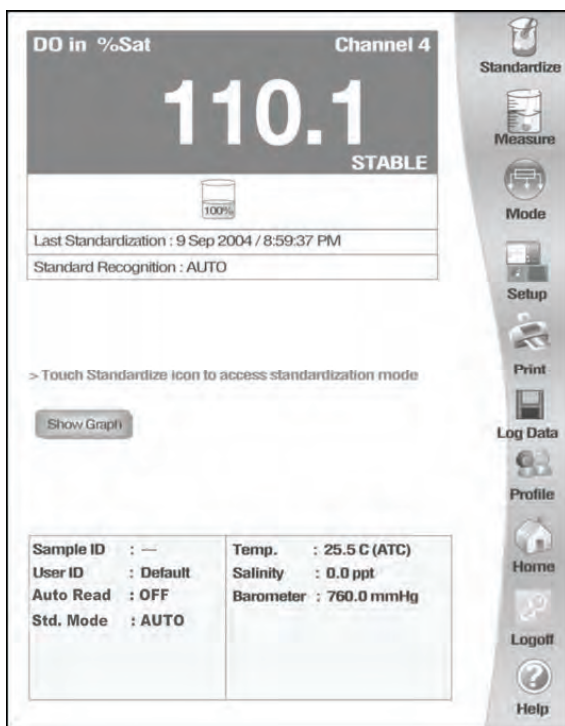 DO in %Sat Channel 4
110.1
STABLE
100%
Last Standardization : 9 Sep 2004 / 8:59:37 PM
Standard Recognition : AUTO
> Touch Standardize icon to access standardization mode
Show Graph
Sample ID : —
User ID : Default
Auto Read : OFF
Std. Mode : AUTO
Temp. : 25.5 C (ATC)
Salinity : 0.0 ppt
Barometer : 760.0 mmHg
Standardize
Measure
Mode
Setup
Print
Log Data
Profile
Home
Logoff
?
Help